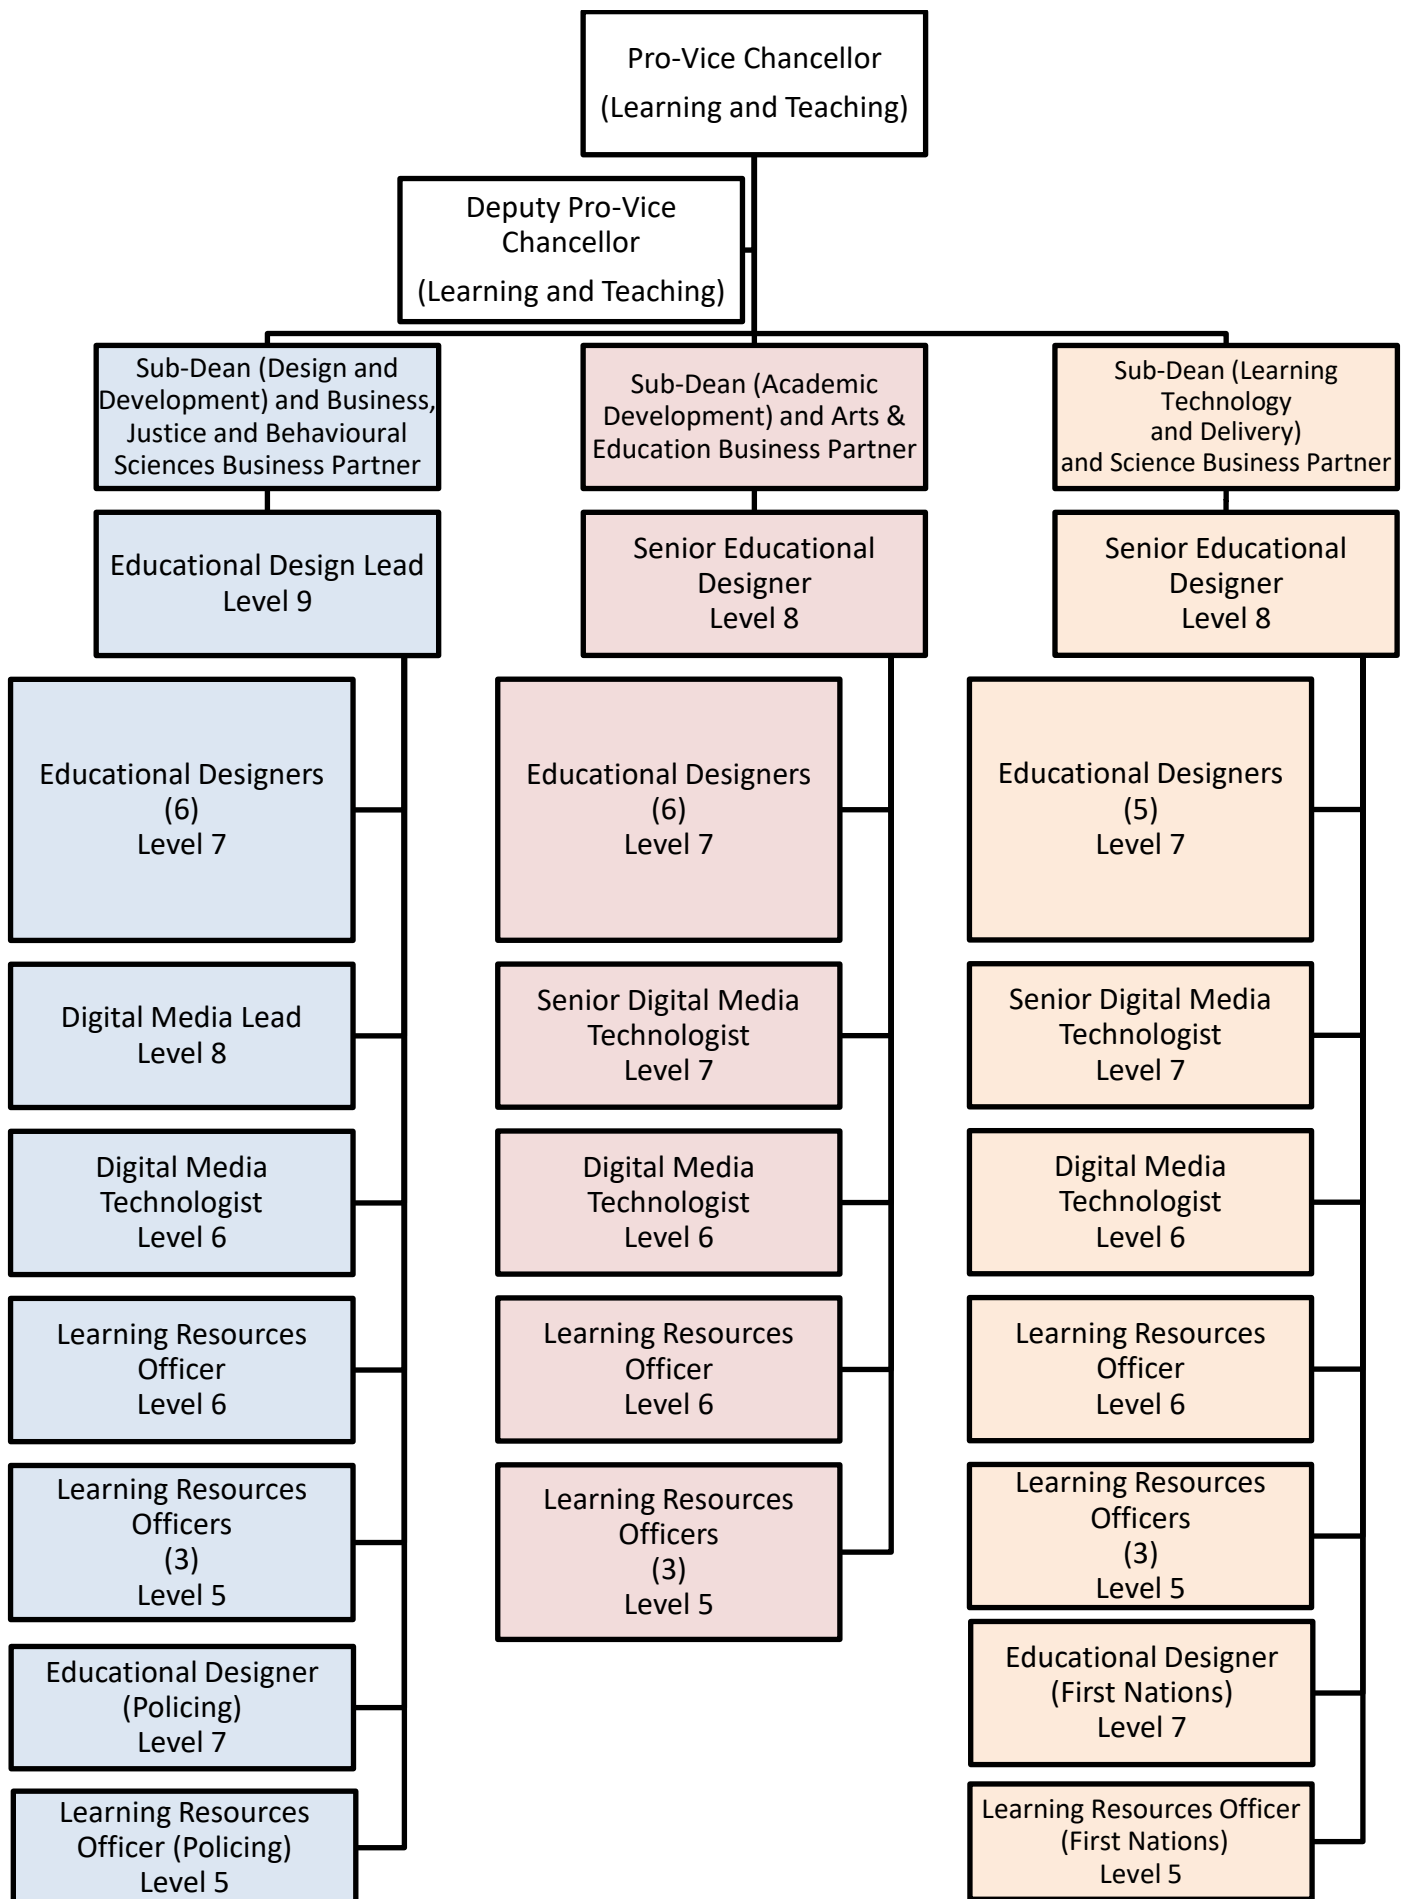 Pro-Vice Chancellor
(Learning and Teaching)
Deputy Pro-Vice
Chancellor
(Learning and Teaching)
Sub-Dean (Design and
Development) and Business,
Justice and Behavioural
Sciences Business Partner
Educational Design Lead
Level 9
Educational Designers
(6)
Level 7
Digital Media Lead
Level 8
Digital Media
Technologist
Level 6
Learning Resources
Officer
Level 6
Learning Resources
Officers
(3)
Level 5
Educational Designer
(Policing)
Level 7
Learning Resources
Officer (Policing)
Level 5
Sub-Dean (Academic
Development) and Arts &
Education Business Partner
Senior Educational
Designer
Level 8
Educational Designers
(6)
Level 7
Senior Digital Media
Technologist
Level 7
Digital Media
Technologist
Level 6
Learning Resources
Officer
Level 6
Learning Resources
Officers
(3)
Level 5
Sub-Dean (Learning
Technology
and Delivery)
and Science Business Partner
Senior Educational
Designer
Level 8
Educational Designers
(5)
Level 7
Senior Digital Media
Technologist
Level 7
Digital Media
Technologist
Level 6
Learning Resources
Officer
Level 6
Learning Resources
Officers
(3)
Level 5
Educational Designer
(First Nations)
Level 7
Learning Resources Officer
(First Nations)
Level 5